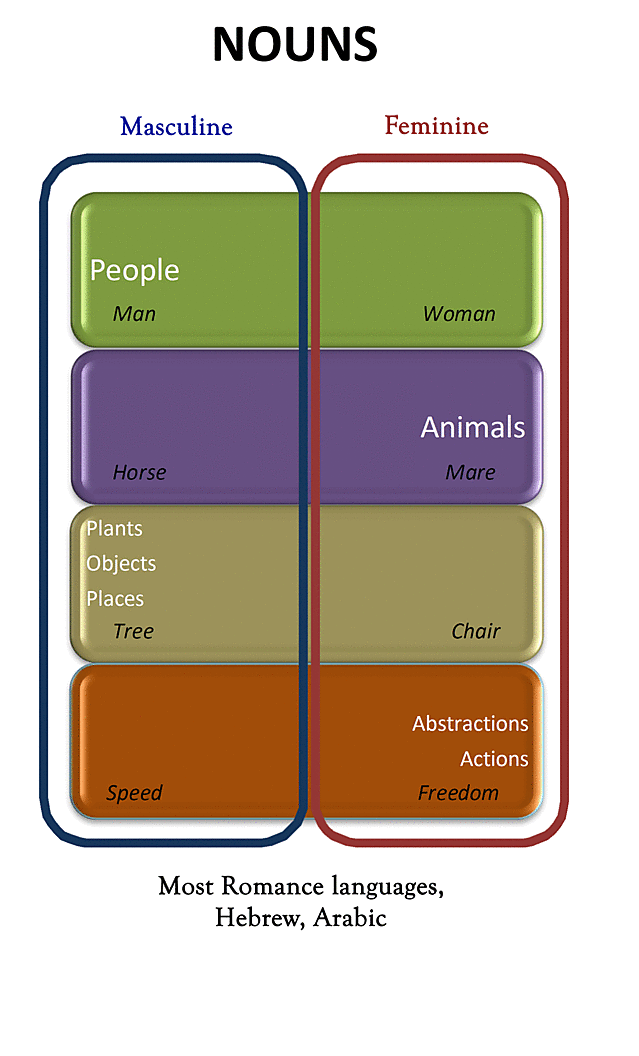 NOUNS
Masculine Feminine
People
Man Woman
Animals
Horse Mare
Plants
Objects
Places
Tree Chair
Abstractions
Actions
Speed Freedom
Most Romance languages,
Hebrew, Arabic